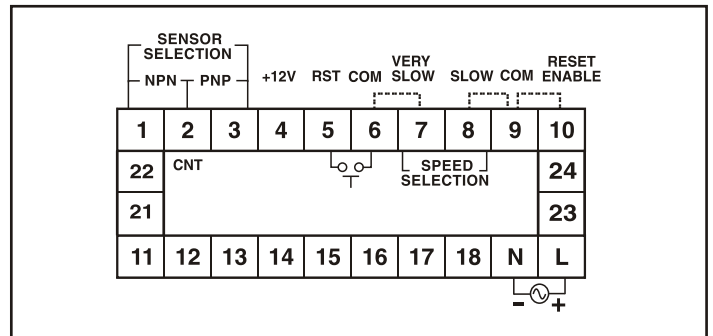 SENSOR
SELECTION
NPN PNP +12V RST COM VERY
SLOW SLOW COM RESET
ENABLE
1 2 3 4 5 6 7 8 9 10
22 CNT SPEED
SELECTION 24
21 23
11 12 13 14 15 16 17 18 N L
- +